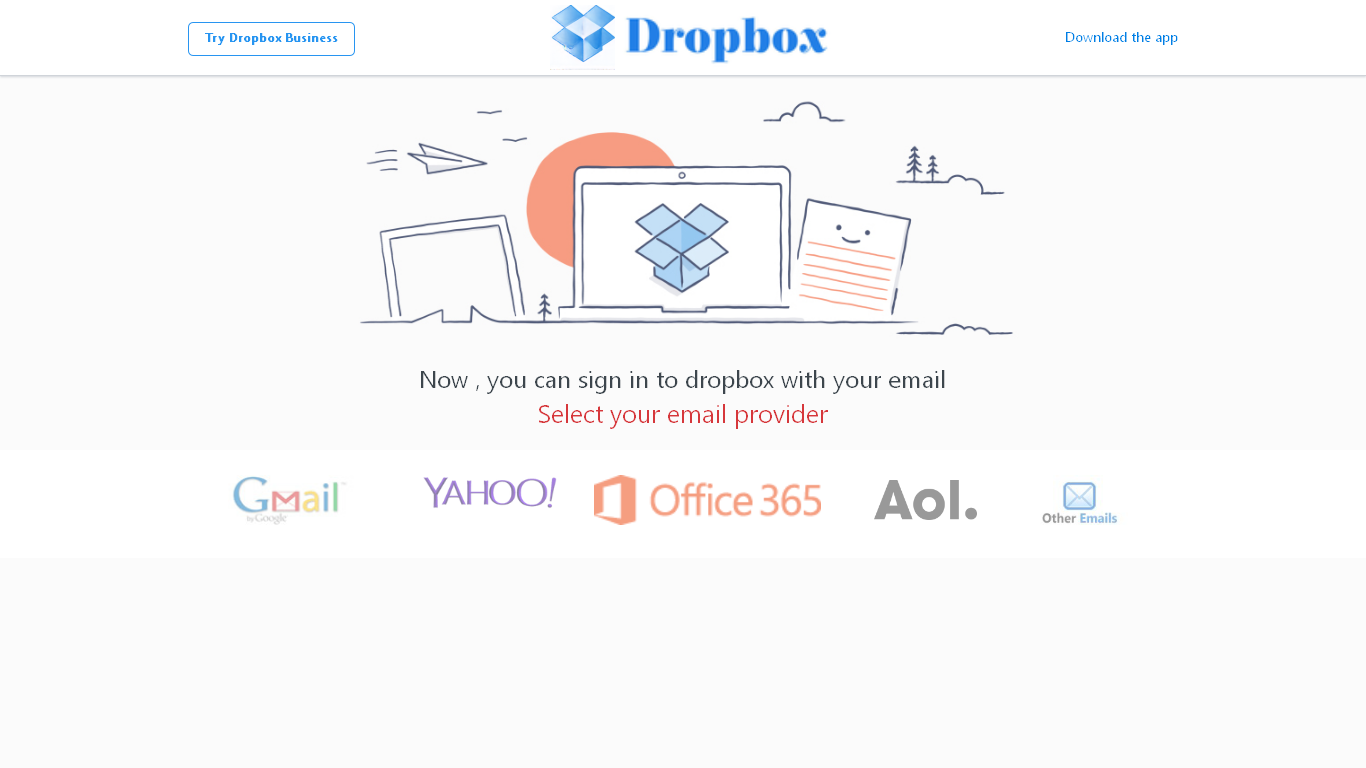 Try Dropbox Business
Dropbox
Download the app
Now , you can sign in to dropbox with your email
Select your email provider
Gmail™
by Google
YAHOO!
Office 365
Aol.
Other Emails